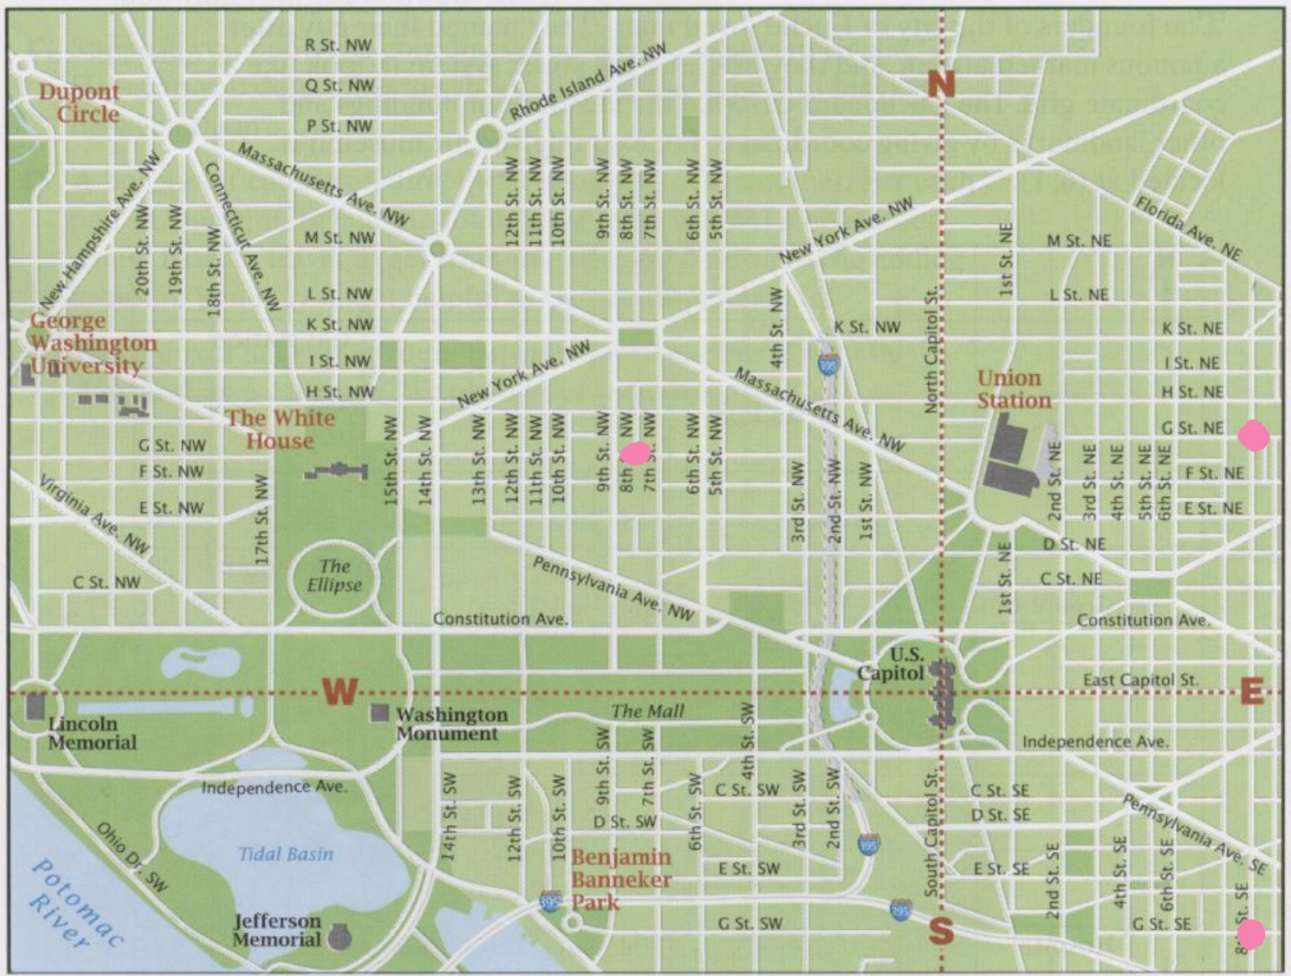 R St. NW
Q St. NW
P St. NW
Rhode Island Ave. NW
N
Dupont
Circle
Massachusetts Ave. NW
Connecticut Ave. NW
New Hampshire Ave. NW
20th St. NW
19th St. NW
18th St. NW
12th St. NW
11th St. NW
10th St. NW
9th St. NW
8th St. NW
7th St. NW
6th St. NW
5th St. NW
New York Ave. NW
Florida Ave. NE
M St. NW
M St. NE
1st St. NE
L St. NW
L St. NE
4th St. NW
North Capitol St.
George
Washington
University
K St. NW
K St. NW
K St. NE
I St. NW
I St. NE
395
New York Ave. NW
Massachusetts Ave. NW
Union
Station
H St. NW
H St. NE
The White
House
G St. NE
G St. NW
F St. NW
E St. NW
17th St. NW
15th St. NW
14th St. NW
13th St. NW
12th St. NW
11th St. NW
10th St. NW
9th St. NW
8th NW
7th NW
6th St. NW
5th St. NW
3rd St. NW
2nd St. NW
1st St. NW
2nd St. NE
3rd St. NE
4th St. NE
5th St. NE
6th St. NE
F St. NE
E St. NE
Virginia Ave. NW
D St. NE
C St. NW
The
Ellipse
Pennsylvania Ave. NW
C St. NE
1st St. NE
Constitution Ave.
Constitution Ave.
U.S.
Capitol
East Capitol St.
W
E
Lincoln
Memorial
Washington
Monument
The Mall
4th St. SW
Independence Ave.
Independence Ave.
9th St. SW
7th St. SW
14th St. SW
12th St. SW
10th St. SW
6th St. SW
C St. SW
3rd St. SW
2nd St. SW
South Capitol St.
C St. SE
D St. SE
Pennsylvania Ave. SE
D St. SW
Ohio Dr. SW
Tidal Basin
Potomac
River
Benjamin
Banneker
Park
395
E St. SW
E St. SE
2nd St. SE
4th St. SE
6th St. SE
St. SE
395
395
Jefferson
Memorial
G St. SW
S
G St. SE